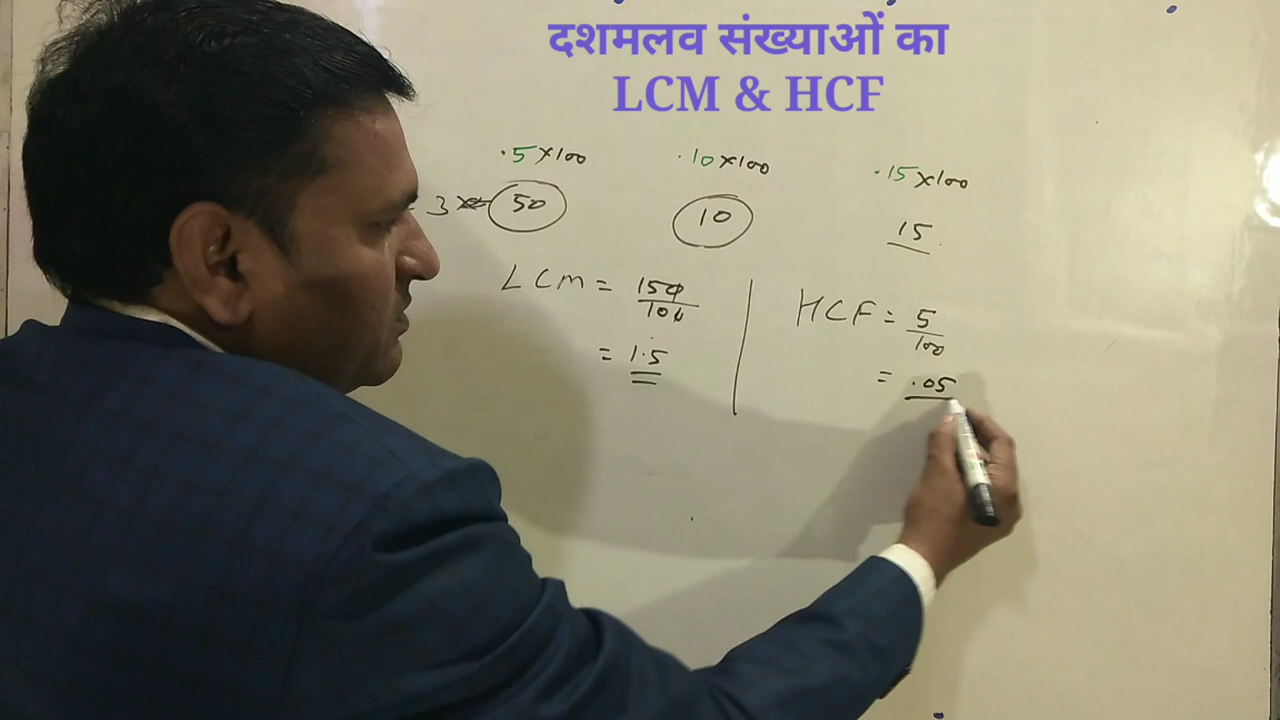 दशमलव संख्याओं का
LCM & HCF
.5×100 .10×100 .15×100
3× 50 10 15
LCM = 150/100 HCF = 5/100
= 1.5 = .05